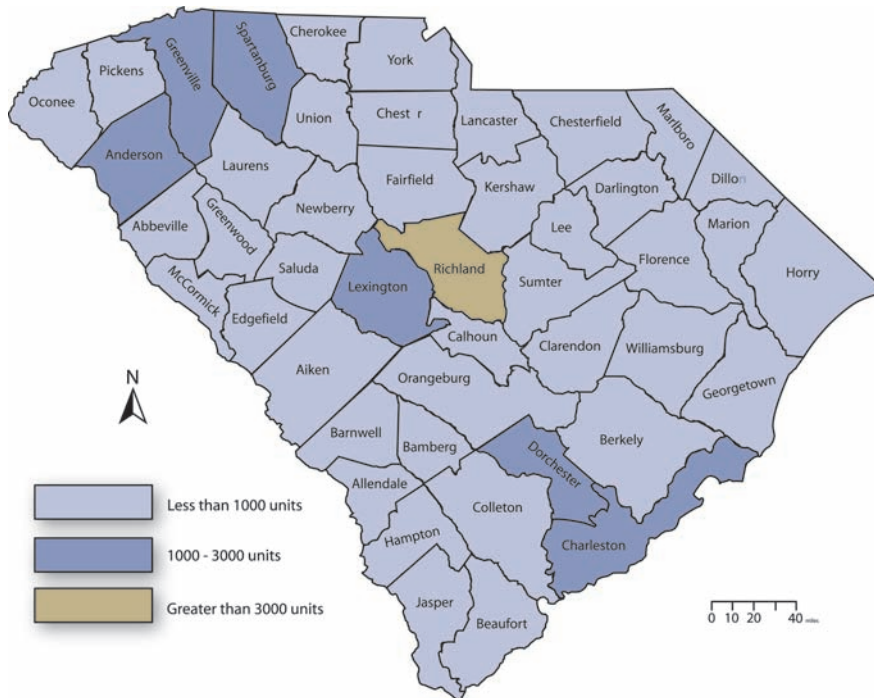 Cherokee
York
Spartanburg
Greenville
Pickens
Oconee
Union
Chest r
Lancaster
Chesterfield
Marlboro
Anderson
Laurens
Fairfield
Kershaw
Darlington
Dillon
Abbeville
Greenwood
Newberry
Lee
Marion
McCormick
Saluda
Lexington
Richland
Sumter
Florence
Horry
Edgefield
Calhoun
Clarendon
Williamsburg
Aiken
Orangeburg
Georgetown
N
Barnwell
Bamberg
Dorchester
Berkely
Allendale
Colleton
Hampton
Charleston
Jasper
Beaufort
Less than 1000 units
1000 - 3000 units
Greater than 3000 units
0 10 20 40 miles